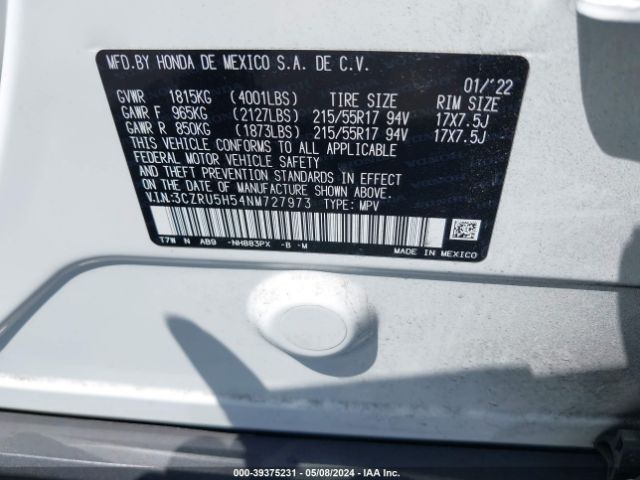 MFD.BY HONDA DE MEXICO S.A. DE C.V.
01/'22
GVWR 1815KG (4001LBS) TIRE SIZE RIM SIZE
GAWR F 965KG (2127LBS) 215/55R17 94V 17X7.5J
GAWR R 850KG (1873LBS) 215/55R17 94V 17X7.5J
THIS VEHICLE CONFORMS TO ALL APPLICABLE
FEDERAL MOTOR VEHICLE SAFETY
AND THEFT PREVENTION STANDARDS IN EFFECT ON
THE DATE OF MANUFACTURE SHOWN ABOVE.
V.I.N:3CZRU5H54NM727973 TYPE: MPV
T7W N AB9 -NH883PX -B -M
MADE IN MEXICO
000-39375231 - 05/08/2024 - IAA Inc.